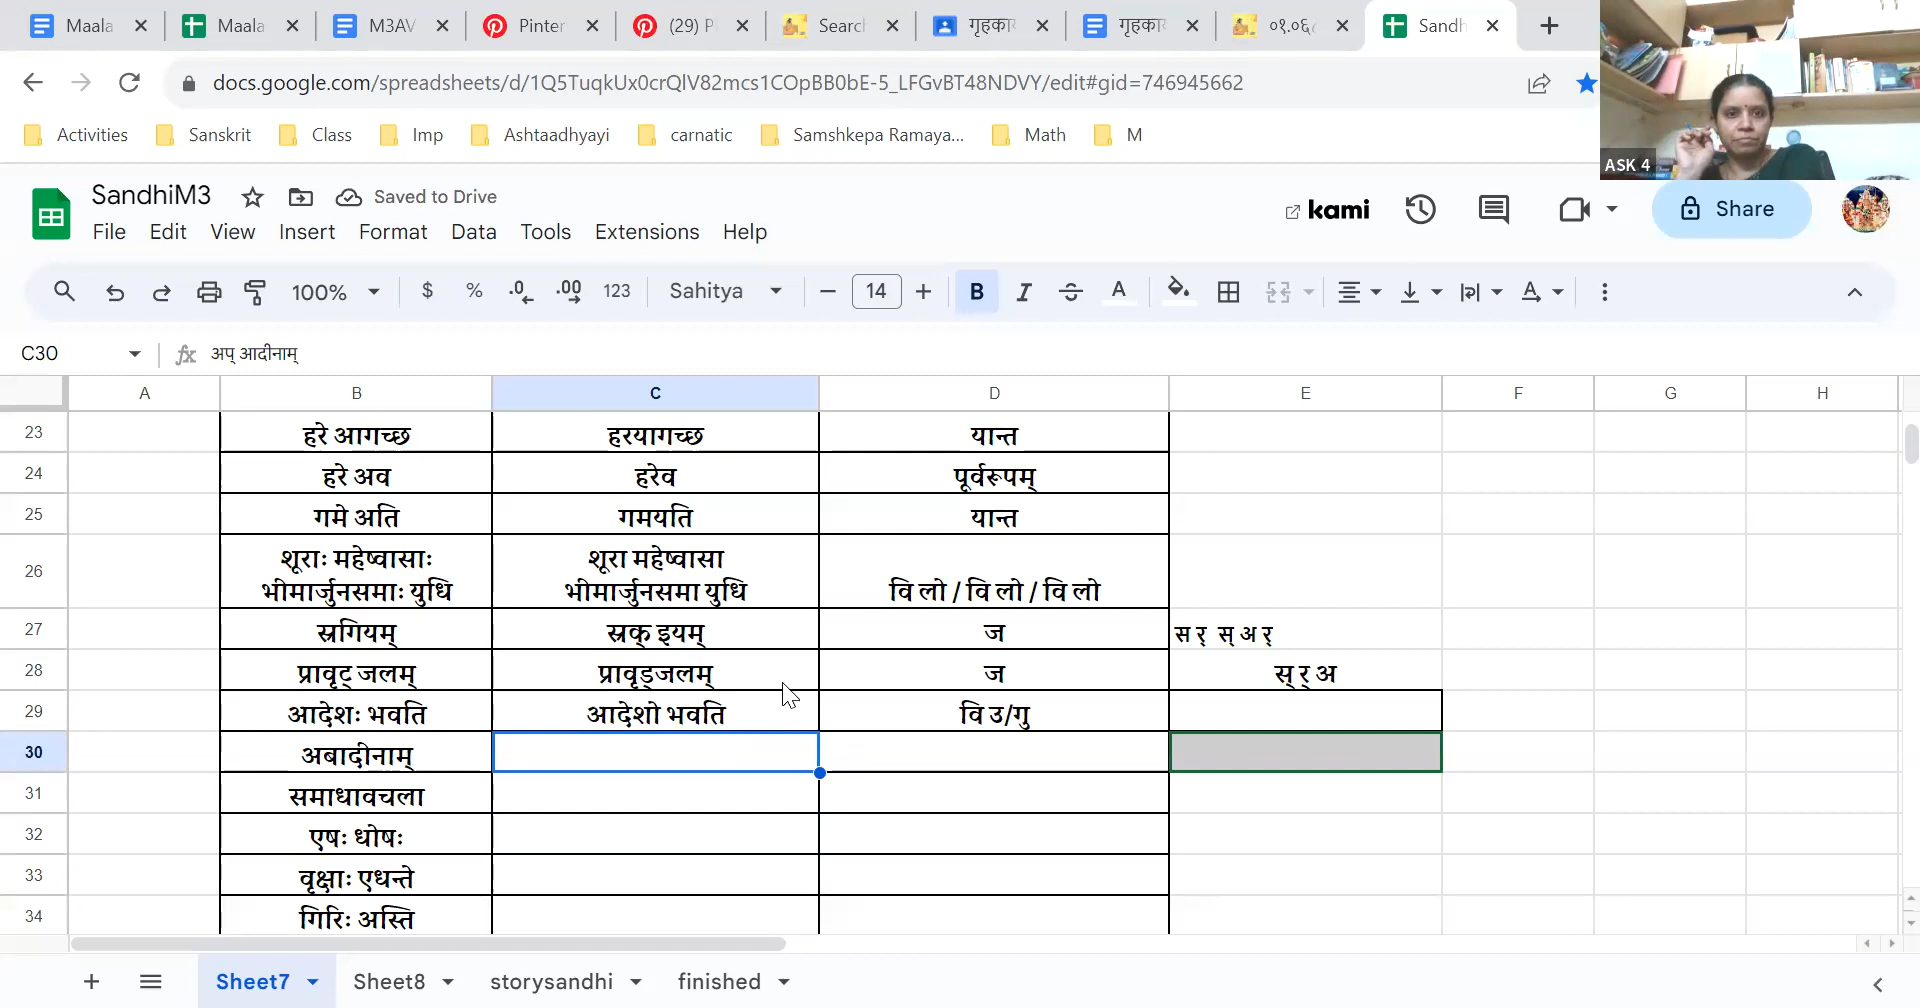 Maala
Maala
M3AV
Pinter
(29) P
Search
गृहका
गृहका
०१.०६
Sandh
docs.google.com/spreadsheets/d/1Q5TuqkUx0crQlV82mcs1COpBB0bE-5_LFGvBT48NDVY/edit#gid=746945662
Activities Sanskrit Class Imp Ashtaadhyayi carnatic Samshkepa Ramaya... Math M
ASK 4
SandhiM3 Saved to Drive
kami Share
File Edit View Insert Format Data Tools Extensions Help
100% $ % .0 .00 123 Sahitya 14 B I A
C30 fx अप् आदीनाम्
A B C D E F G H
23 हरे आगच्छ हरयागच्छ यान्त
24 हरे अव हरेव पूर्वरूपम्
25 गमे अति गमयति यान्त
26 शूराः महेष्वासाः शूरा महेष्वासा
भीमार्जुनसमाः युधि भीमार्जुनसमा युधि वि लो / वि लो / वि लो
27 स्रगियम् स्रक् इयम् ज स र् स् अ र्
28 प्रावृट् जलम् प्रावृड्जलम् ज स् र् अ
29 आदेशः भवति आदेशो भवति वि उ/गु
30 अबादीनाम्
31 समाधावचला
32 एषः धोषः
33 वृक्षाः एधन्ते
34 गिरिः अस्ति
Sheet7 Sheet8 storysandhi finished